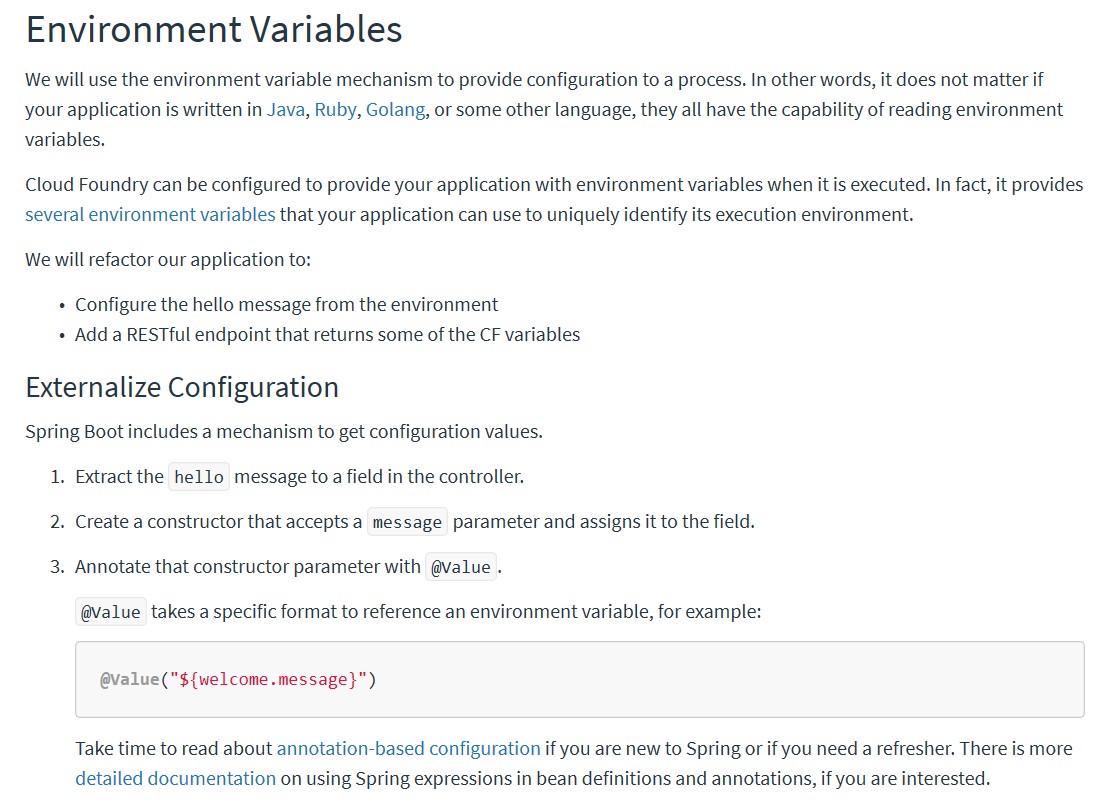 Environment Variables
We will use the environment variable mechanism to provide configuration to a process. In other words, it does not matter if
your application is written in Java, Ruby, Golang, or some other language, they all have the capability of reading environment
variables.
Cloud Foundry can be configured to provide your application with environment variables when it is executed. In fact, it provides
several environment variables that your application can use to uniquely identify its execution environment.
We will refactor our application to:
• Configure the hello message from the environment
• Add a RESTful endpoint that returns some of the CF variables
Externalize Configuration
Spring Boot includes a mechanism to get configuration values.
1. Extract the hello message to a field in the controller.
2. Create a constructor that accepts a message parameter and assigns it to the field.
3. Annotate that constructor parameter with @Value.
@Value takes a specific format to reference an environment variable, for example:
@Value("${welcome.message}")
Take time to read about annotation-based configuration if you are new to Spring or if you need a refresher. There is more
detailed documentation on using Spring expressions in bean definitions and annotations, if you are interested.